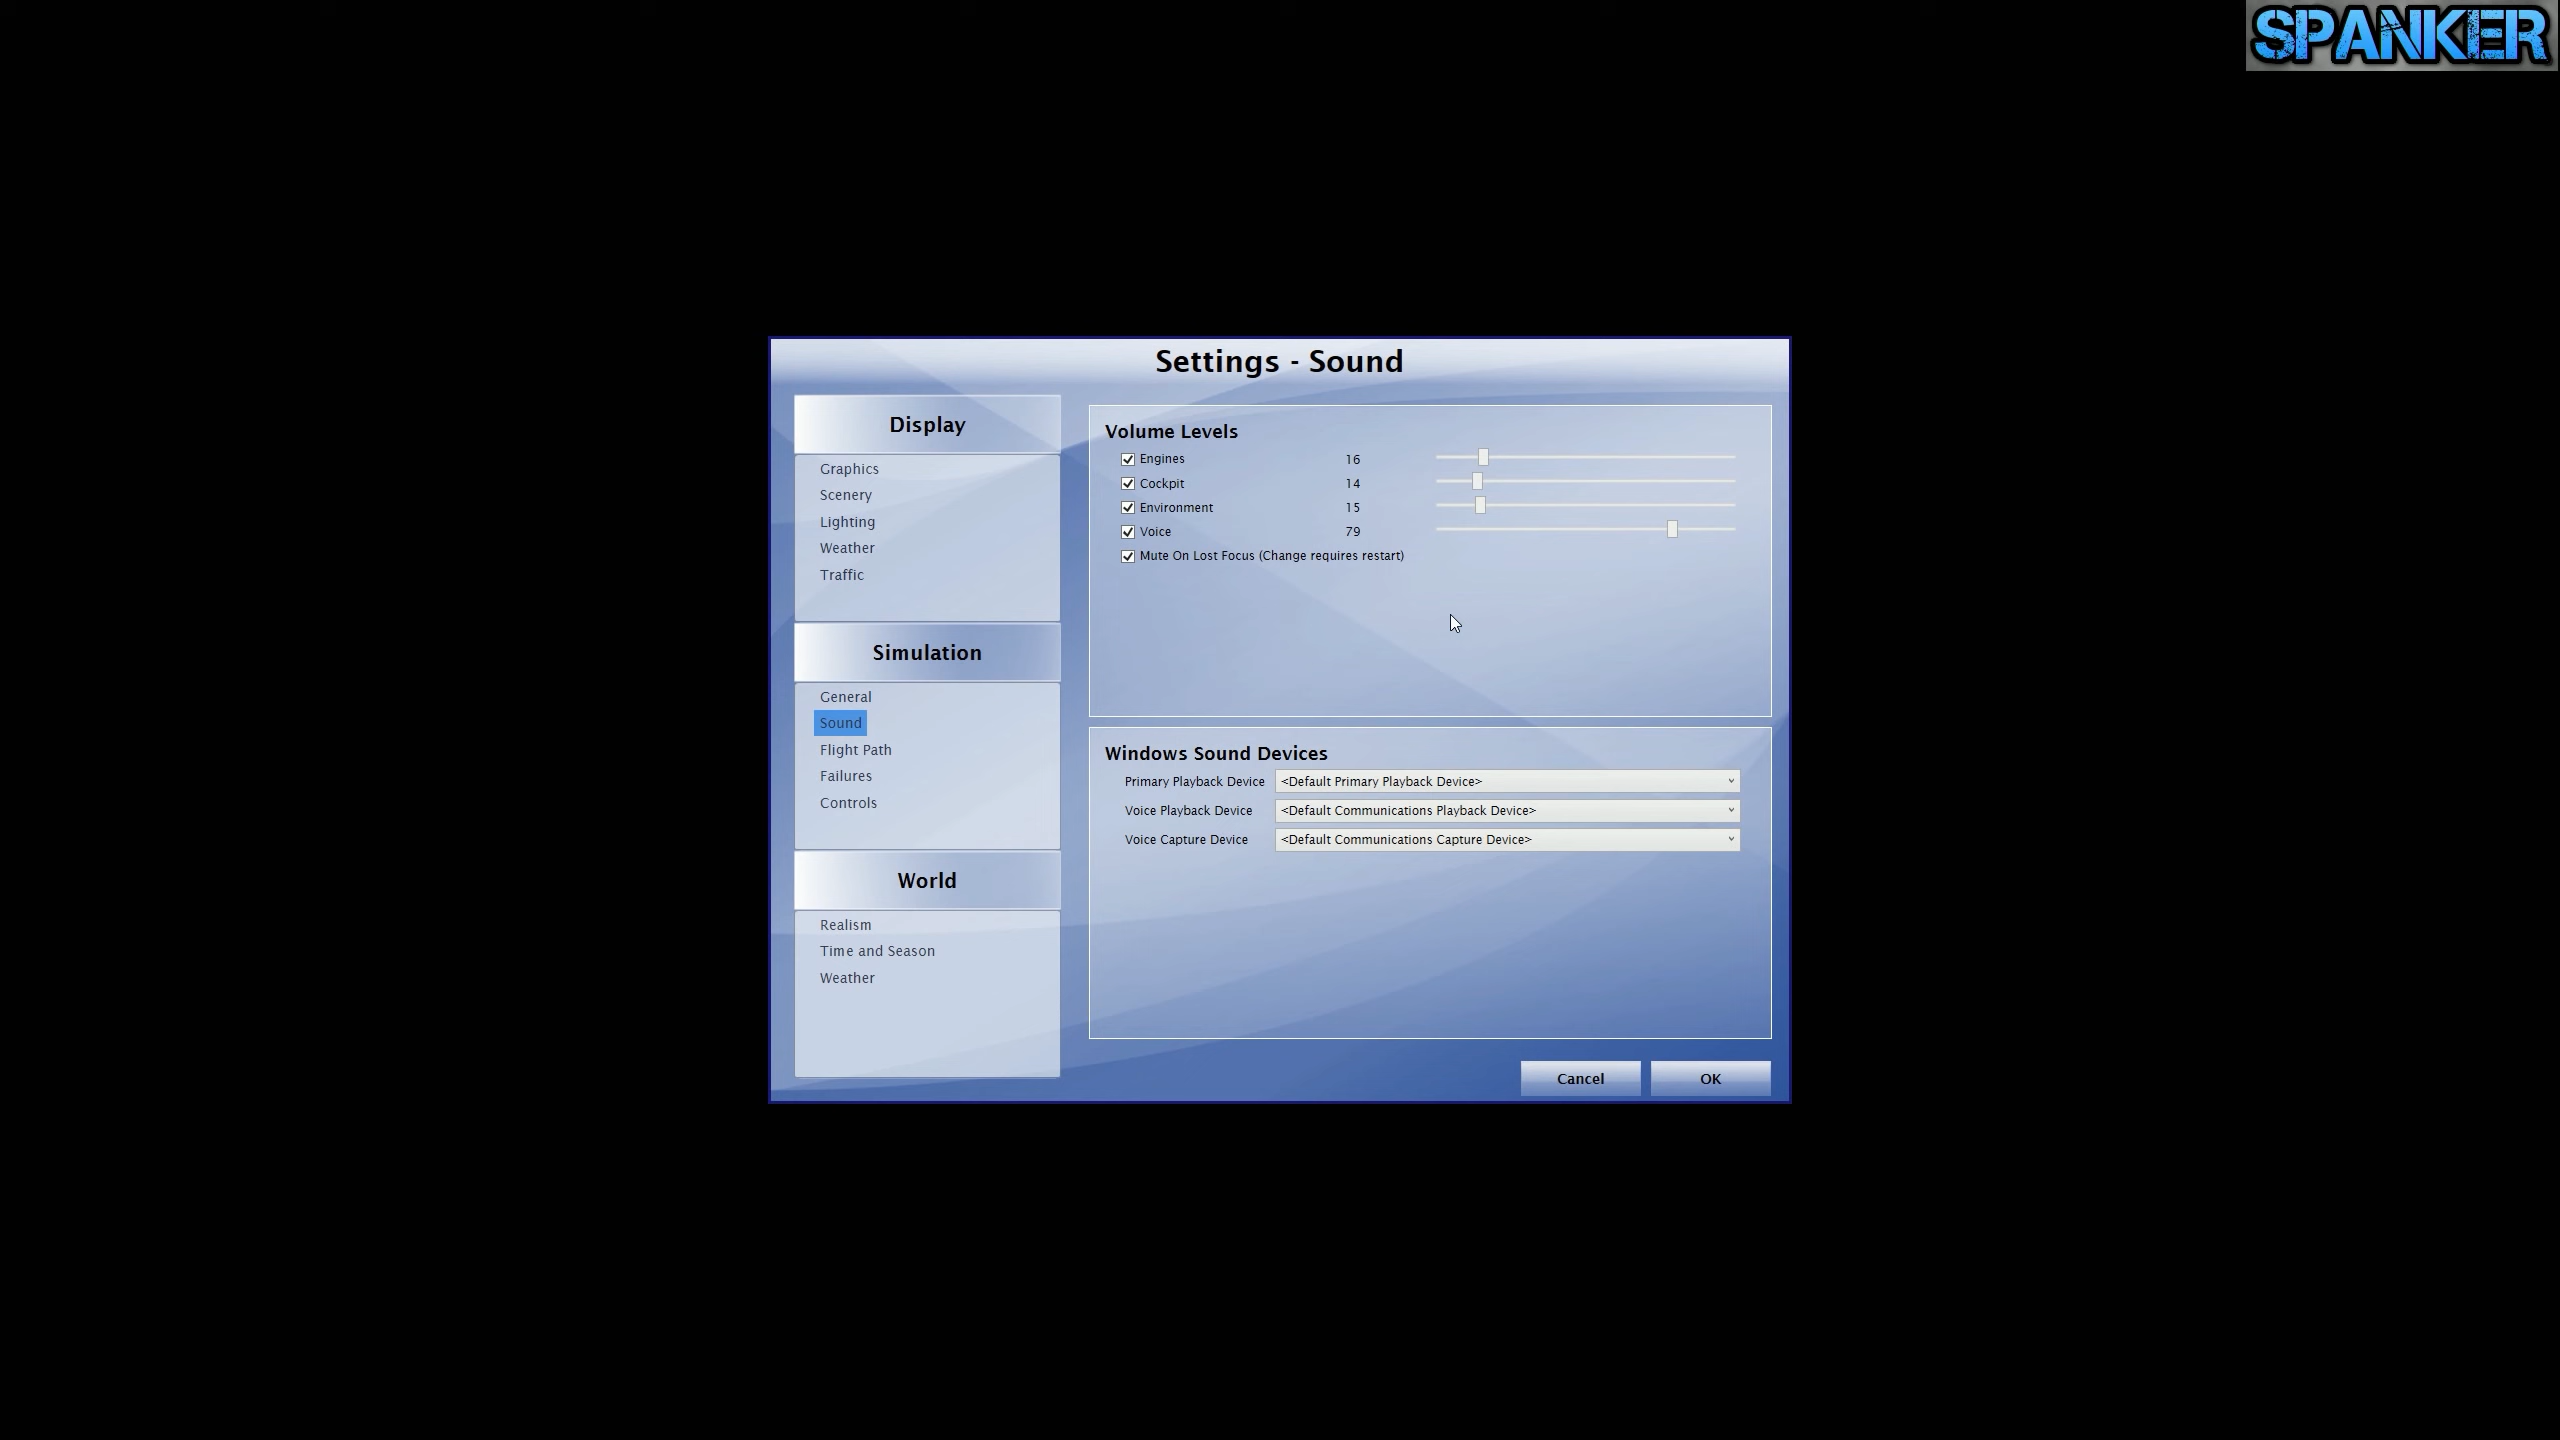 SPANKER
Settings - Sound
Display
Graphics
Scenery
Lighting
Weather
Traffic
Simulation
General
Sound
Flight Path
Failures
Controls
World
Realism
Time and Season
Weather
Volume Levels
Engines 16
Cockpit 14
Environment 15
Voice 79
Mute On Lost Focus (Change requires restart)
Windows Sound Devices
Primary Playback Device <Default Primary Playback Device>
Voice Playback Device <Default Communications Playback Device>
Voice Capture Device <Default Communications Capture Device>
Cancel OK